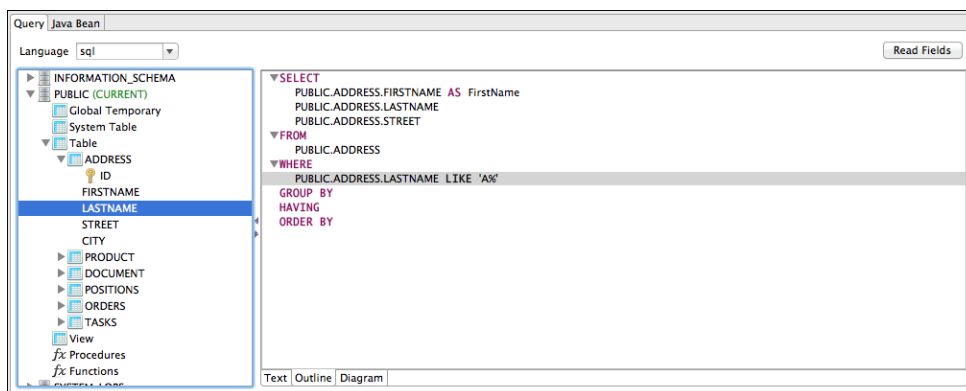 Query Java Bean
Language sql Read Fields
INFORMATION_SCHEMA
PUBLIC (CURRENT)
Global Temporary
System Table
Table
ADDRESS
ID
FIRSTNAME
LASTNAME
STREET
CITY
PRODUCT
DOCUMENT
POSITIONS
ORDERS
TASKS
View
fx Procedures
fx Functions
SELECT
PUBLIC.ADDRESS.FIRSTNAME AS FirstName
PUBLIC.ADDRESS.LASTNAME
PUBLIC.ADDRESS.STREET
FROM
PUBLIC.ADDRESS
WHERE
PUBLIC.ADDRESS.LASTNAME LIKE 'A%'
GROUP BY
HAVING
ORDER BY
Text Outline Diagram